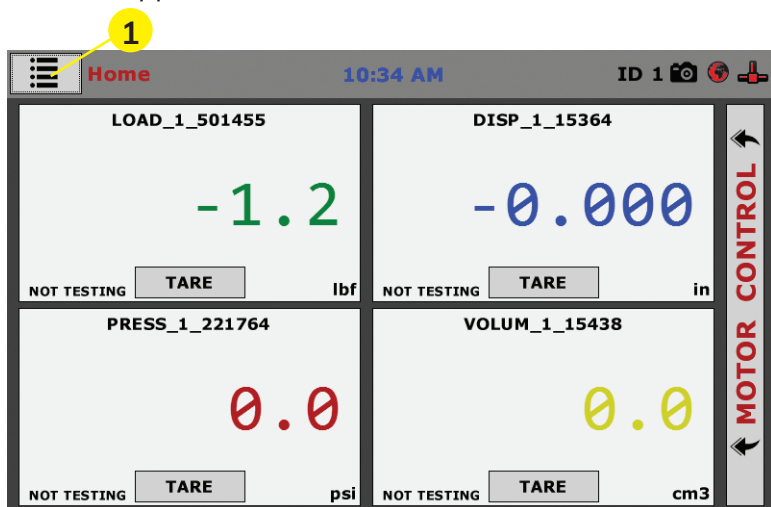 1
Home 10:34 AM ID 1
LOAD_1_501455
-1.2
NOT TESTING TARE lbf
DISP_1_15364
-0.000
NOT TESTING TARE in
PRESS_1_221764
0.0
NOT TESTING TARE psi
VOLUM_1_15438
0.0
NOT TESTING TARE cm3
MOTOR CONTROL